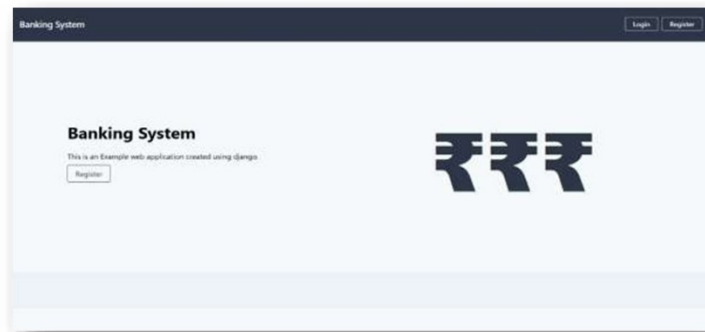 Banking System
Login Register
Banking System
This is an Example web application created using django
Register
₹₹₹